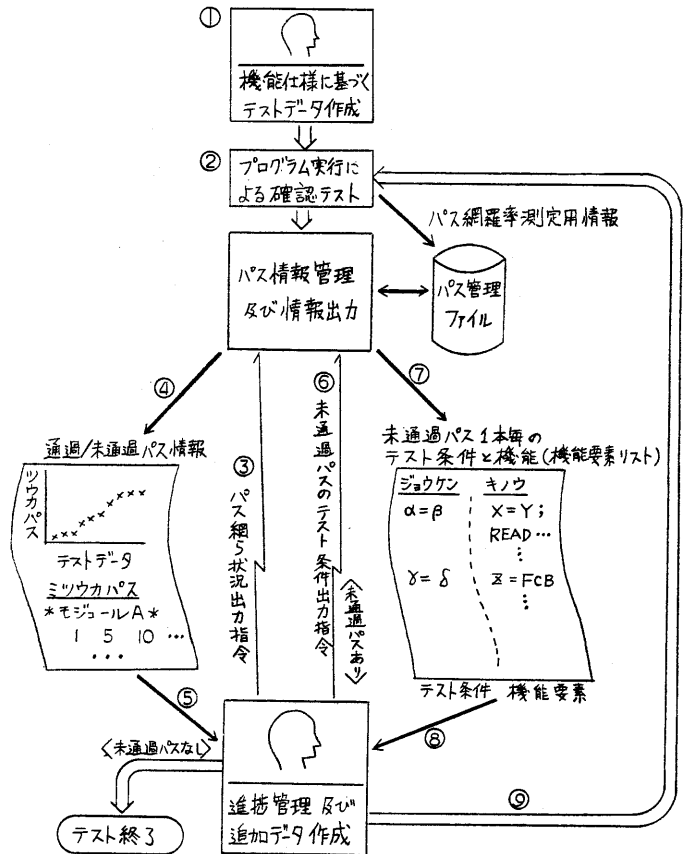 ①
機能仕様に基づく
テストデータ作成
②
プログラム実行に
よる確認テスト
パス網羅率測定用情報
パス情報管理
及び情報出力
パス管理
ファイル
④
③
パス網ら状況出力指令
⑥
未通過パスのテスト条件出力指令
<未通過パスあり>
⑦
通過/未通過パス情報
ツウカパス
テストデータ
ミツウカパス
*モジュールA*
1 5 10 …
…
未通過パス1本毎の
テスト条件と機能(機能要素リスト)
ジョウケン キノウ
α=β X=Y;
READ…
⋮
γ=δ Z=FCB
⋮
テスト条件 機能要素
⑤
⑧
<未通過パスなし>
進捗管理及び
追加データ作成
⑨
テスト終了